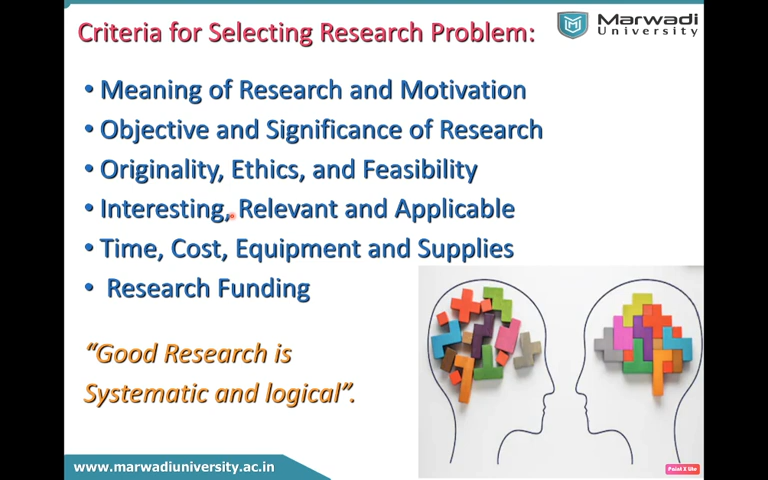 Criteria for Selecting Research Problem:
Marwadi
University
• Meaning of Research and Motivation
• Objective and Significance of Research
• Originality, Ethics, and Feasibility
• Interesting, Relevant and Applicable
• Time, Cost, Equipment and Supplies
• Research Funding
“Good Research is
Systematic and logical”.
www.marwadiuniversity.ac.in